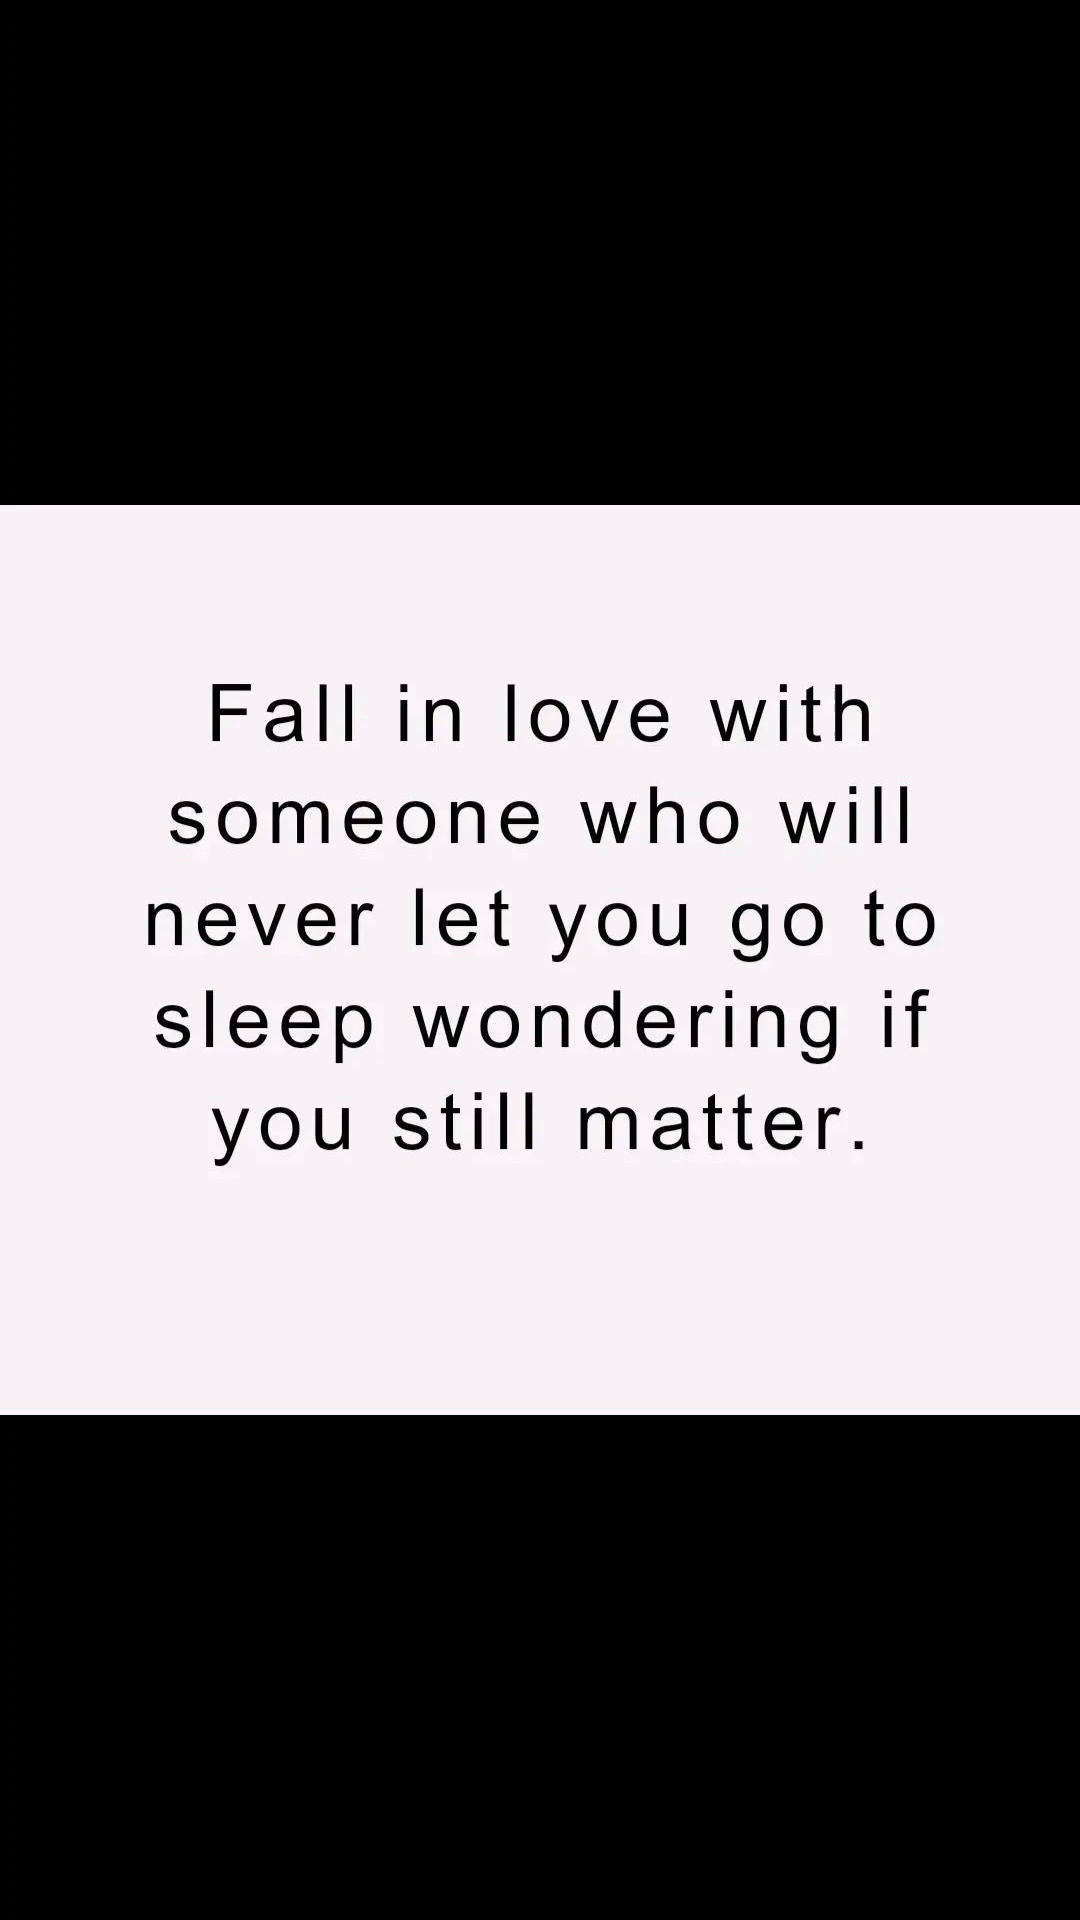 Fall in love with
someone who will
never let you go to
sleep wondering if
you still matter.